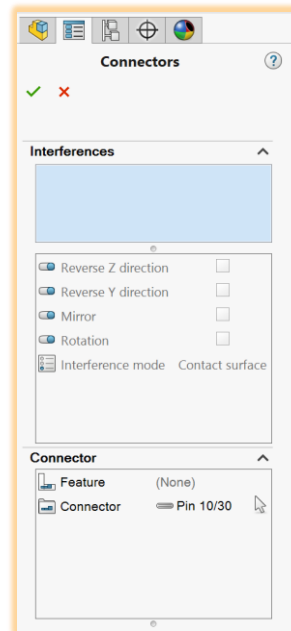 Connectors
?
Interferences
Reverse Z direction
Reverse Y direction
Mirror
Rotation
Interference mode Contact surface
Connector
Feature (None)
Connector Pin 10/30